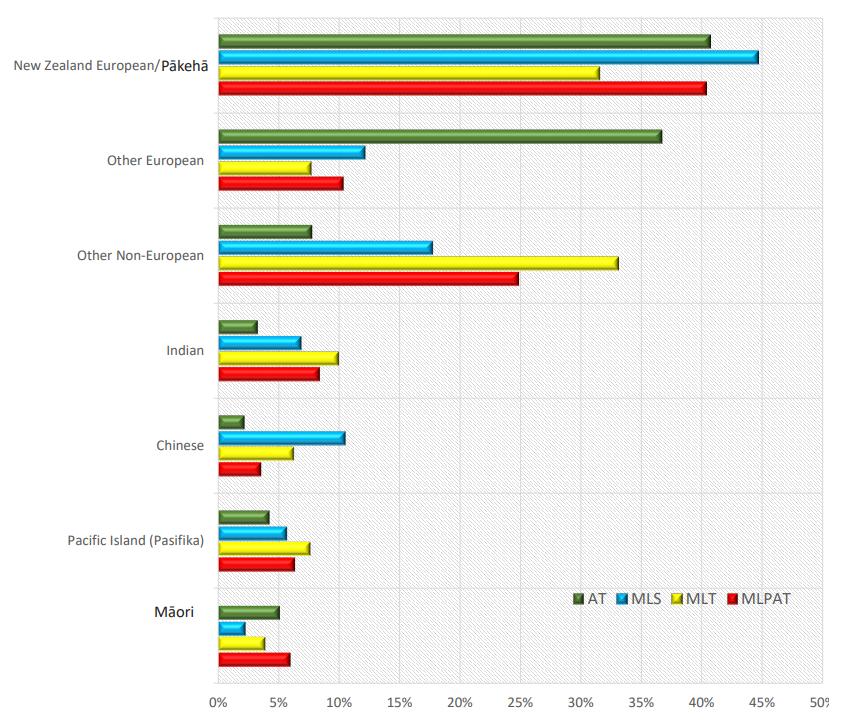 New Zealand European/Pākehā
Other European
Other Non-European
Indian
Chinese
Pacific Island (Pasifika)
Māori
AT MLS MLT MLPAT
0% 5% 10% 15% 20% 25% 30% 35% 40% 45% 50%